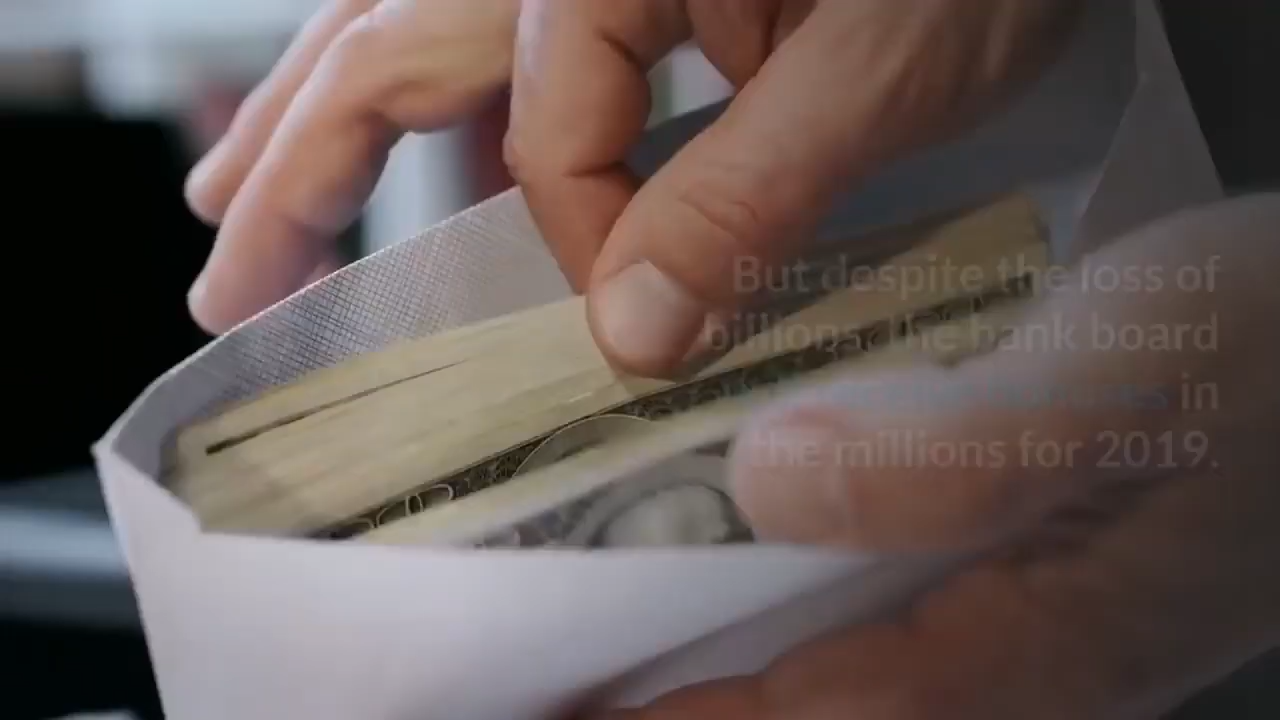 But despite the loss of
billions, the bank board
in
the millions for 2019.